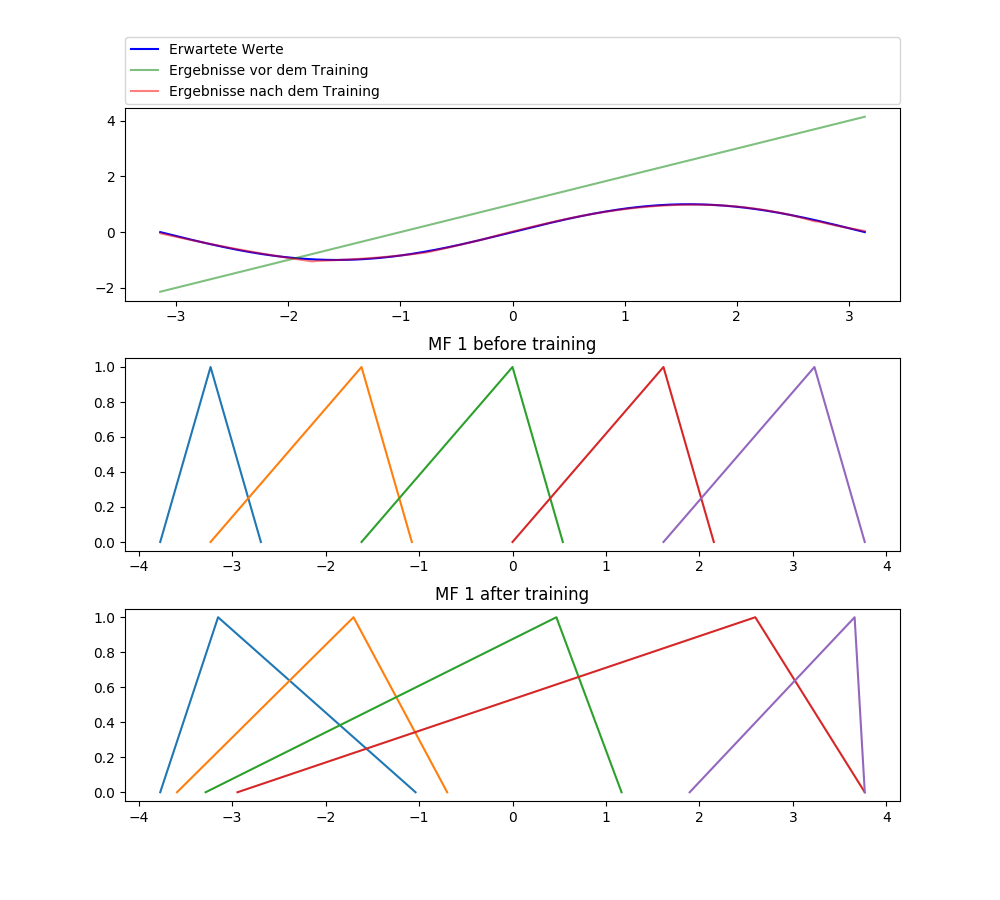 Erwartete Werte
Ergebnisse vor dem Training
Ergebnisse nach dem Training
4
2
0
−2
−3 −2 −1 0 1 2 3
MF 1 before training
1.0
0.8
0.6
0.4
0.2
0.0
−4 −3 −2 −1 0 1 2 3 4
MF 1 after training
1.0
0.8
0.6
0.4
0.2
0.0
−4 −3 −2 −1 0 1 2 3 4